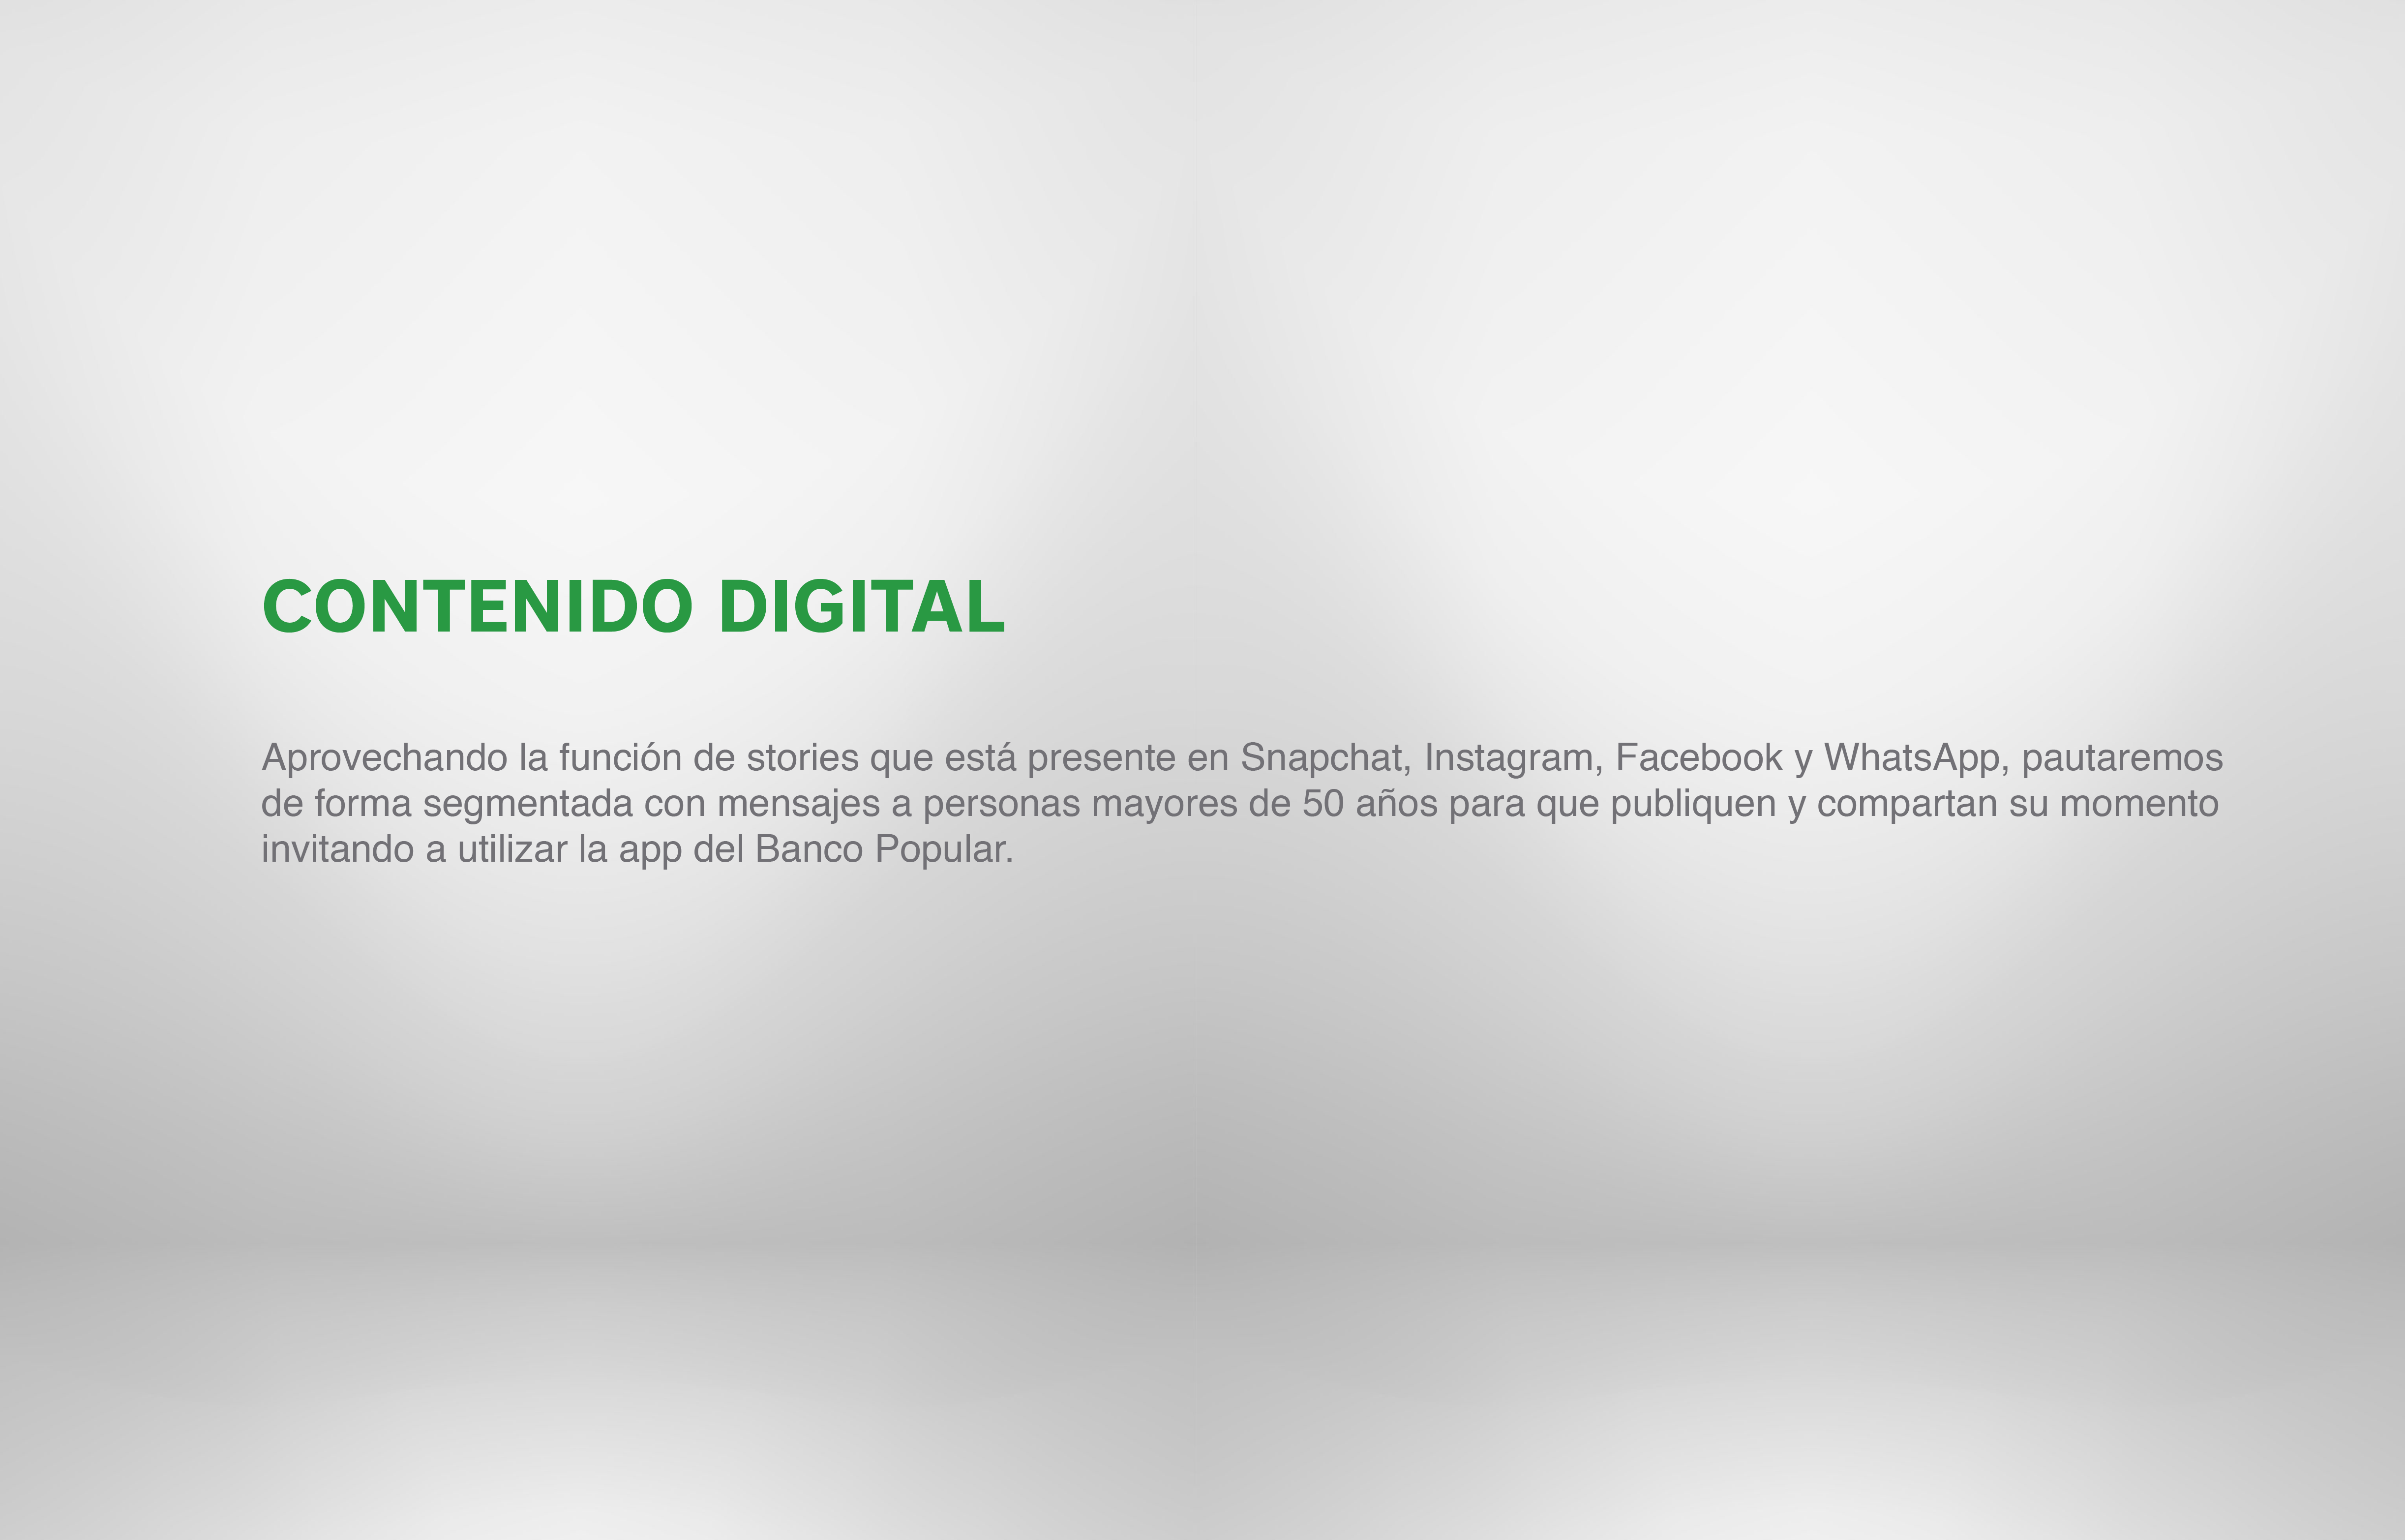 CONTENIDO DIGITAL
Aprovechando la función de stories que está presente en Snapchat, Instagram, Facebook y WhatsApp, pautaremos
de forma segmentada con mensajes a personas mayores de 50 años para que publiquen y compartan su momento
invitando a utilizar la app del Banco Popular.